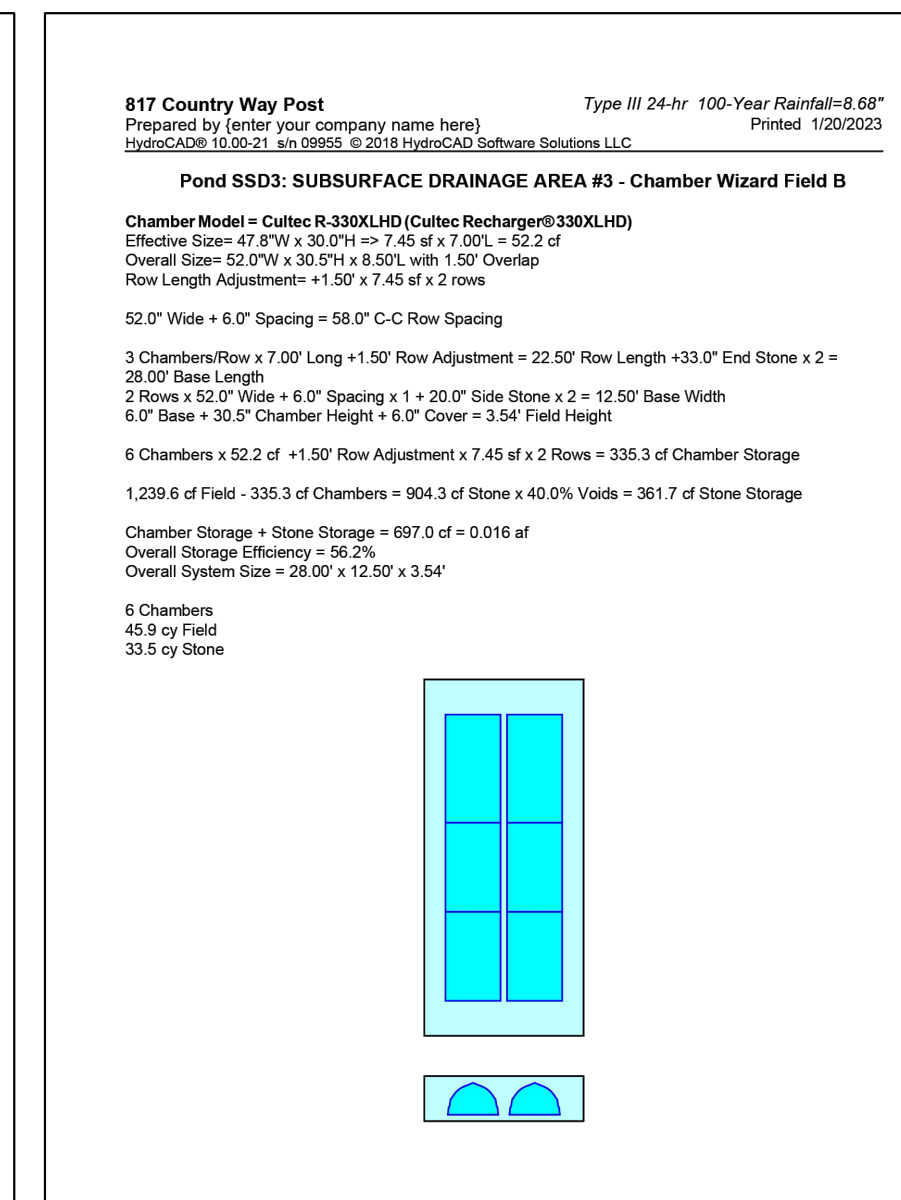 817 Country Way Post
Type III 24-hr 100-Year Rainfall=8.68"
Prepared by {enter your company name here}
Printed 1/20/2023
HydroCAD® 10.00-21 s/n 09955 © 2018 HydroCAD Software Solutions LLC
Pond SSD3: SUBSURFACE DRAINAGE AREA #3 - Chamber Wizard Field B
Chamber Model = Cultec R-330XLHD (Cultec Recharger® 330XLHD)
Effective Size= 47.8"W x 30.0"H => 7.45 sf x 7.00'L = 52.2 cf
Overall Size= 52.0"W x 30.5"H x 8.50'L with 1.50' Overlap
Row Length Adjustment= +1.50' x 7.45 sf x 2 rows
52.0" Wide + 6.0" Spacing = 58.0" C-C Row Spacing
3 Chambers/Row x 7.00' Long +1.50' Row Adjustment = 22.50' Row Length +33.0" End Stone x 2 =
28.00' Base Length
2 Rows x 52.0" Wide + 6.0" Spacing x 1 + 20.0" Side Stone x 2 = 12.50' Base Width
6.0" Base + 30.5" Chamber Height + 6.0" Cover = 3.54' Field Height
6 Chambers x 52.2 cf +1.50' Row Adjustment x 7.45 sf x 2 Rows = 335.3 cf Chamber Storage
1,239.6 cf Field - 335.3 cf Chambers = 904.3 cf Stone x 40.0% Voids = 361.7 cf Stone Storage
Chamber Storage + Stone Storage = 697.0 cf = 0.016 af
Overall Storage Efficiency = 56.2%
Overall System Size = 28.00' x 12.50' x 3.54'
6 Chambers
45.9 cy Field
33.5 cy Stone